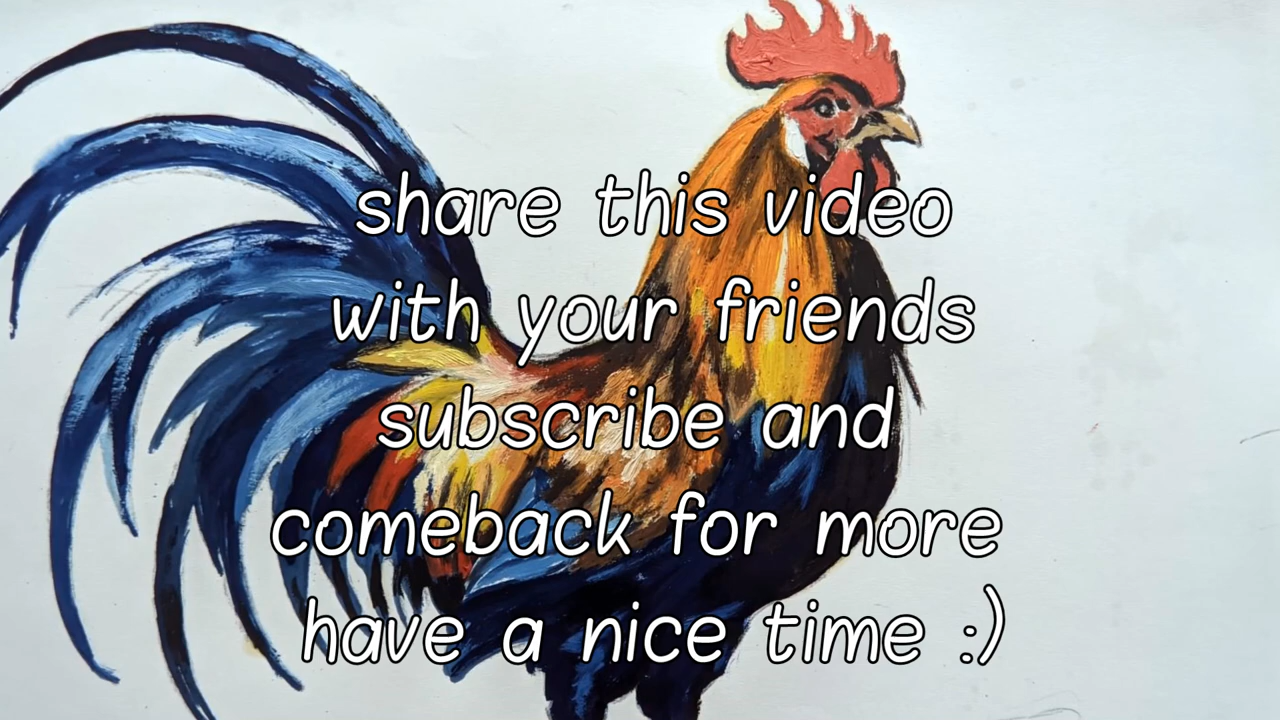 share this video
with your friends
subscribe and
comeback for more
have a nice time :)